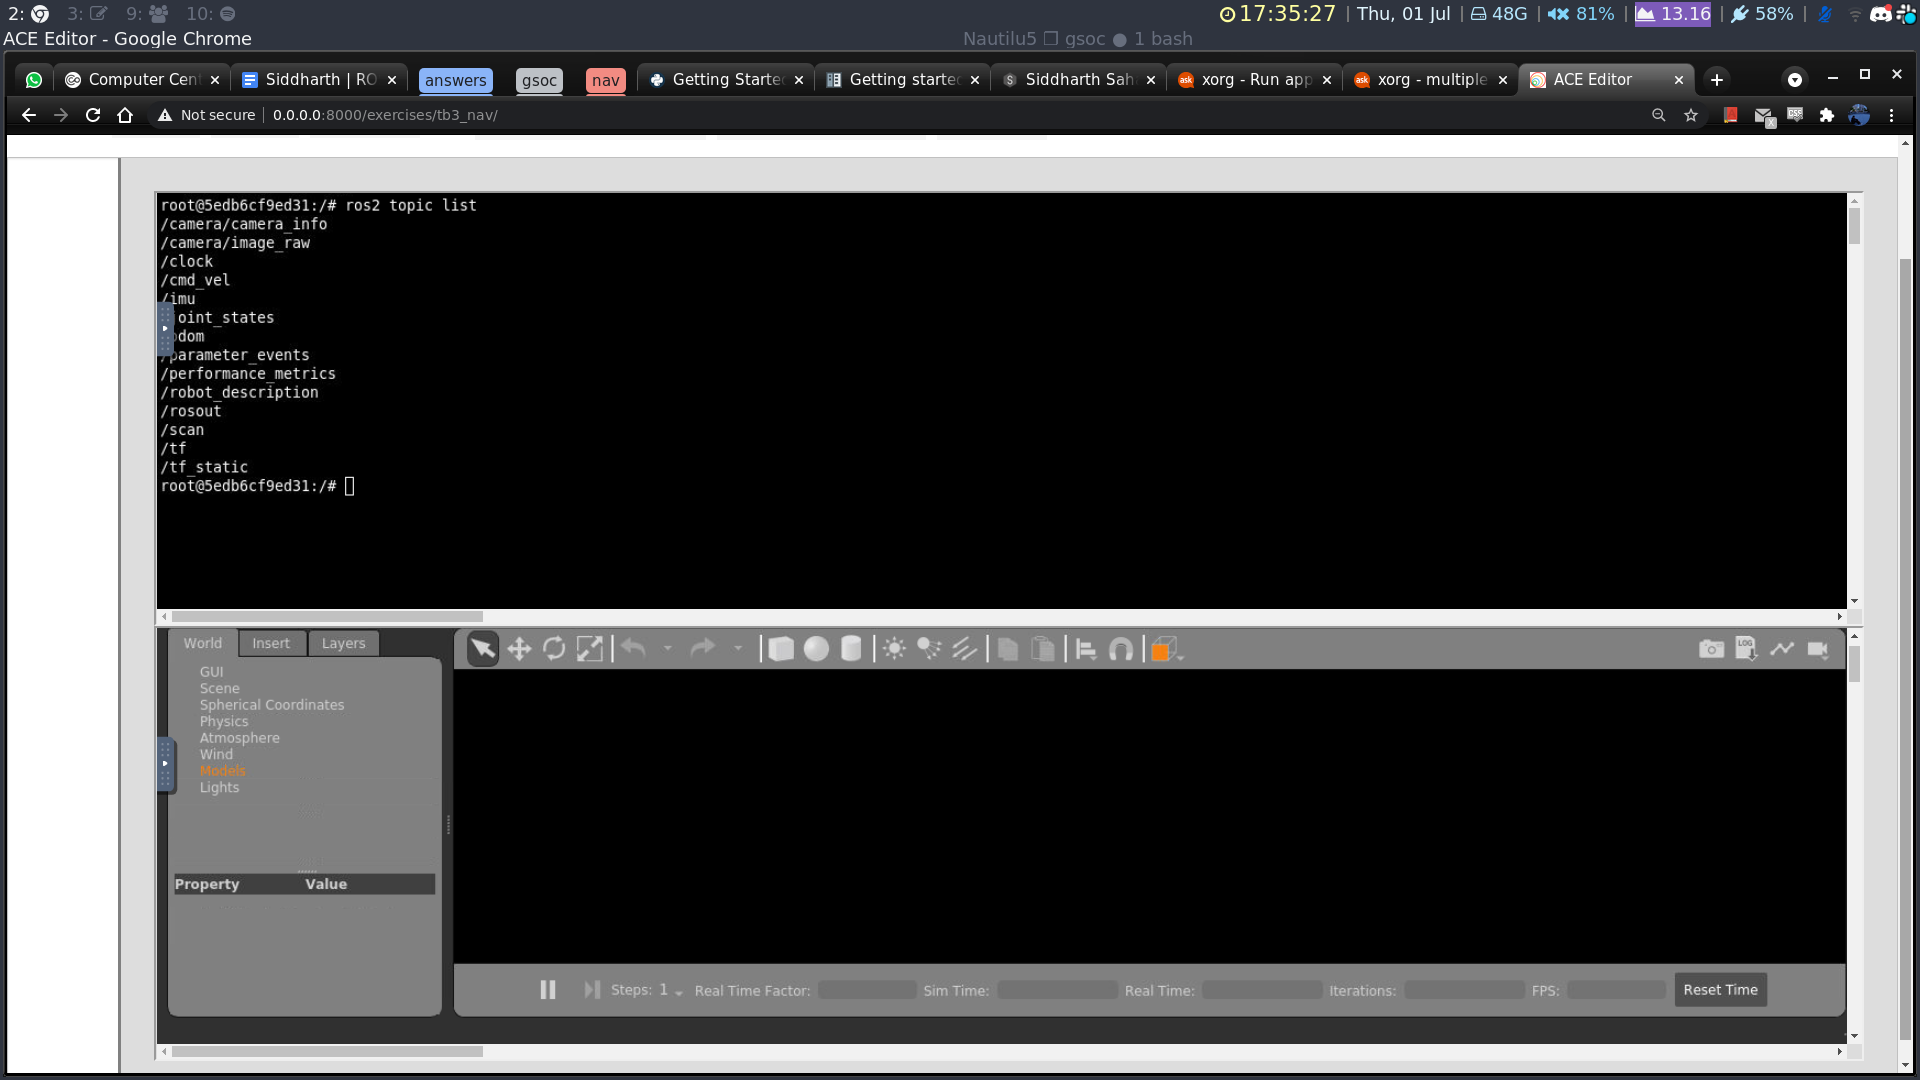 2: 3: 9: 10: 17:35:27 | Thu, 01 Jul | 48G | 81% | 13.16 | 58% |
ACE Editor - Google Chrome Nautilu5 ❐ gsoc ● 1 bash
Computer Cen Siddharth | RO answers gsoc nav Getting Starte Getting starte Siddharth Sah xorg - Run app xorg - multiple ACE Editor
Not secure | 0.0.0.0:8000/exercises/tb3_nav/
root@5edb6cf9ed31:/# ros2 topic list
/camera/camera_info
/camera/image_raw
/clock
/cmd_vel
/imu
oint_states
dom
/parameter_events
/performance_metrics
/robot_description
/rosout
/scan
/tf
/tf_static
root@5edb6cf9ed31:/#
World Insert Layers
LOG
GUI
Scene
Spherical Coordinates
Physics
Atmosphere
Wind
Models
Lights
Property Value
Steps: 1 Real Time Factor: Sim Time: Real Time: Iterations: FPS: Reset Time